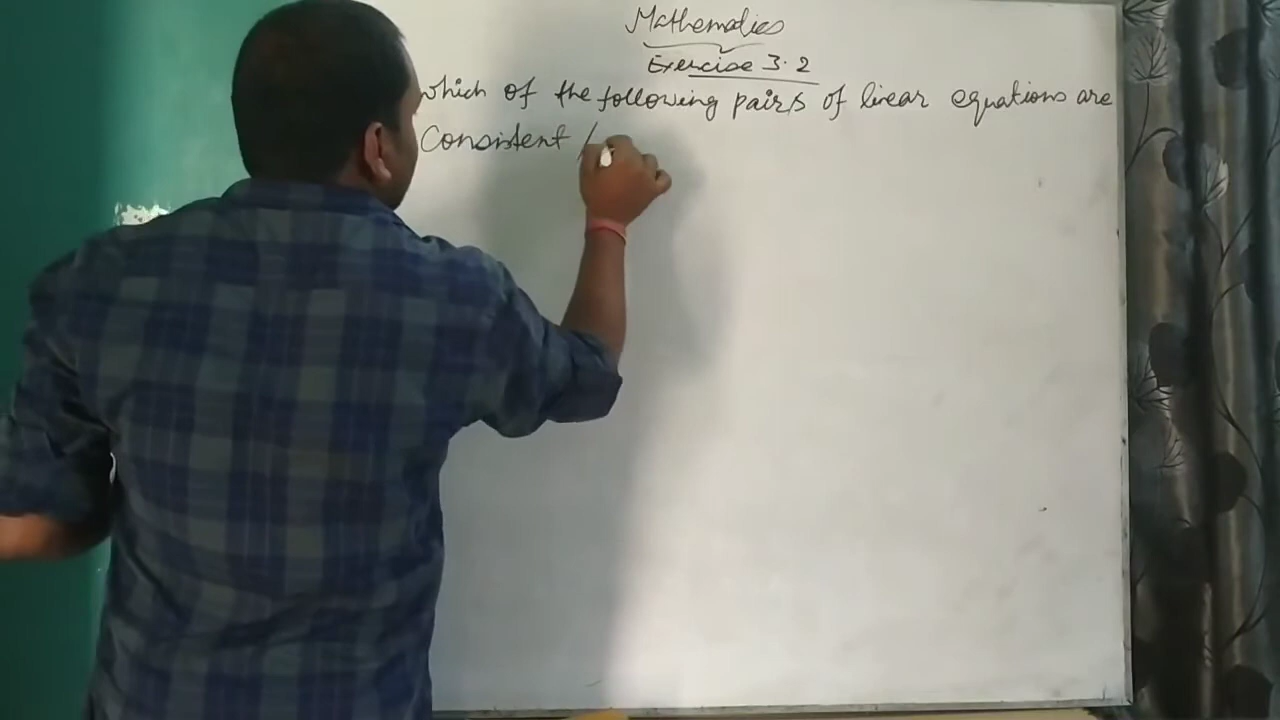 Mathematics
Exercise 3.2
which of the following pairs of linear equations are
Consistent /